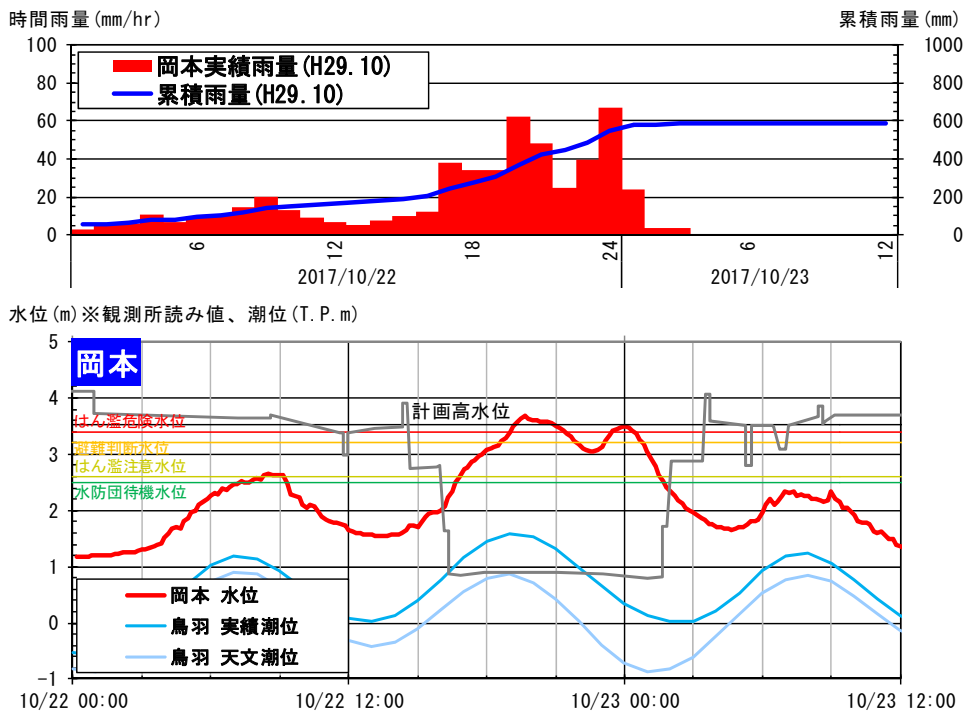 時間雨量(mm/hr) 累積雨量(mm)
100 1000
岡本実績雨量(H29.10)
80 800
累積雨量(H29.10)
60 600
40 400
20 200
0 0
6 12 18 24 6 12
2017/10/22 2017/10/23
水位(m)※観測所読み値、潮位(T.P.m)
5
岡本
4
計画高水位
はん濫危険水位
避難判断水位
3
はん濫注意水位
水防団待機水位
2
1
岡本 水位
0
鳥羽 実績潮位
鳥羽 天文潮位
-1
10/22 00:00 10/22 12:00 10/23 00:00 10/23 12:00